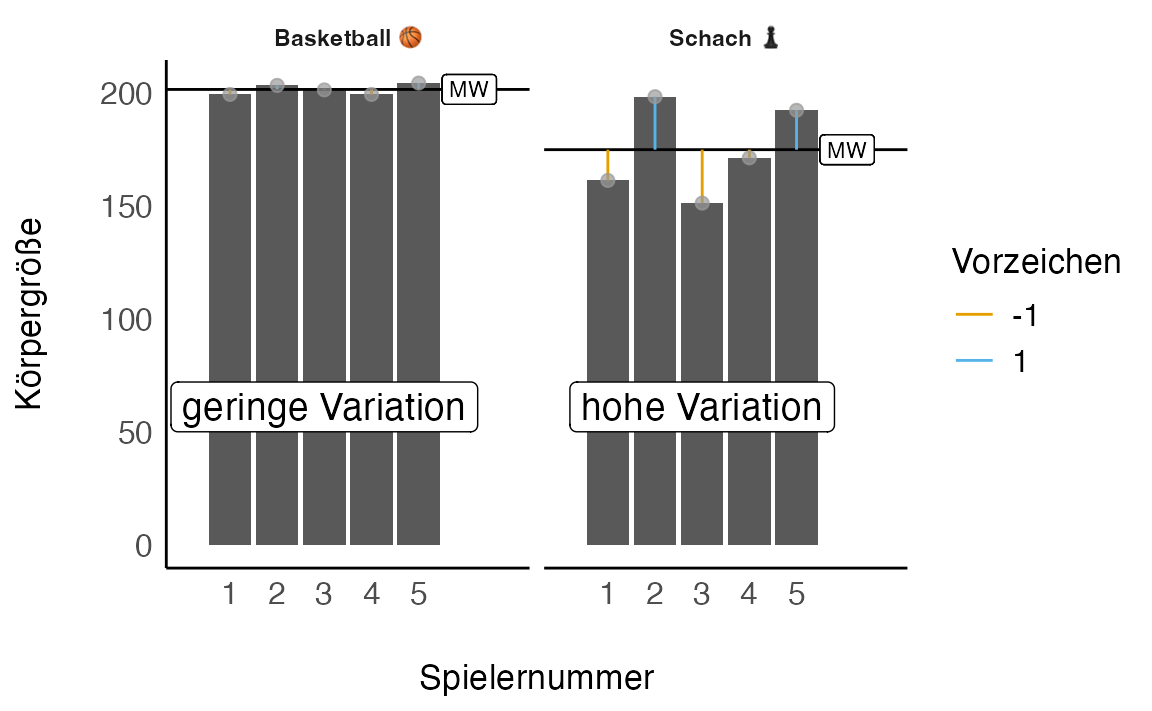 Basketball 🏀
Schach ♟
Körpergröße
200
150
100
50
0
MW
MW
geringe Variation
hohe Variation
1 2 3 4 5
1 2 3 4 5
Spielernummer
Vorzeichen
-1
1